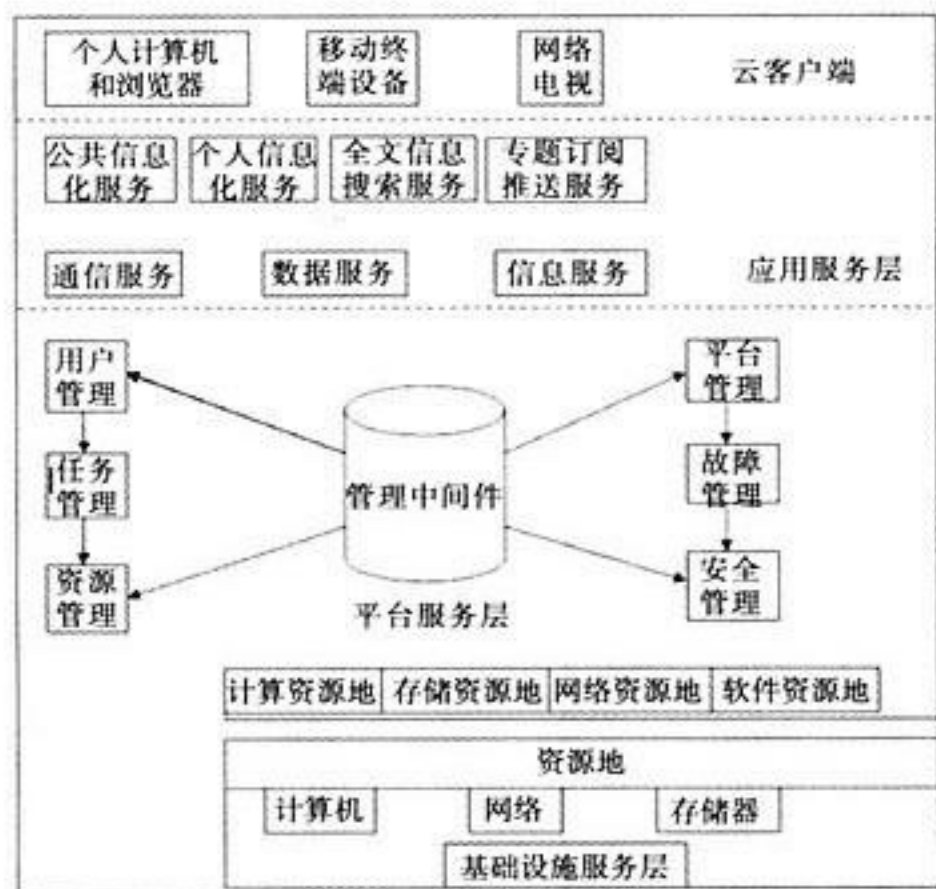 个人计算机
和浏览器
移动终
端设备
网络
电视
云客户端
公共信息
化服务
个人信息
化服务
全文信息
搜索服务
专题订阅
推送服务
通信服务
数据服务
信息服务
应用服务层
用户
管理
任务
管理
资源
管理
管理中间件
平台服务层
平台
管理
故障
管理
安全
管理
计算资源地
存储资源地
网络资源地
软件资源地
资源地
计算机
网络
存储器
基础设施服务层